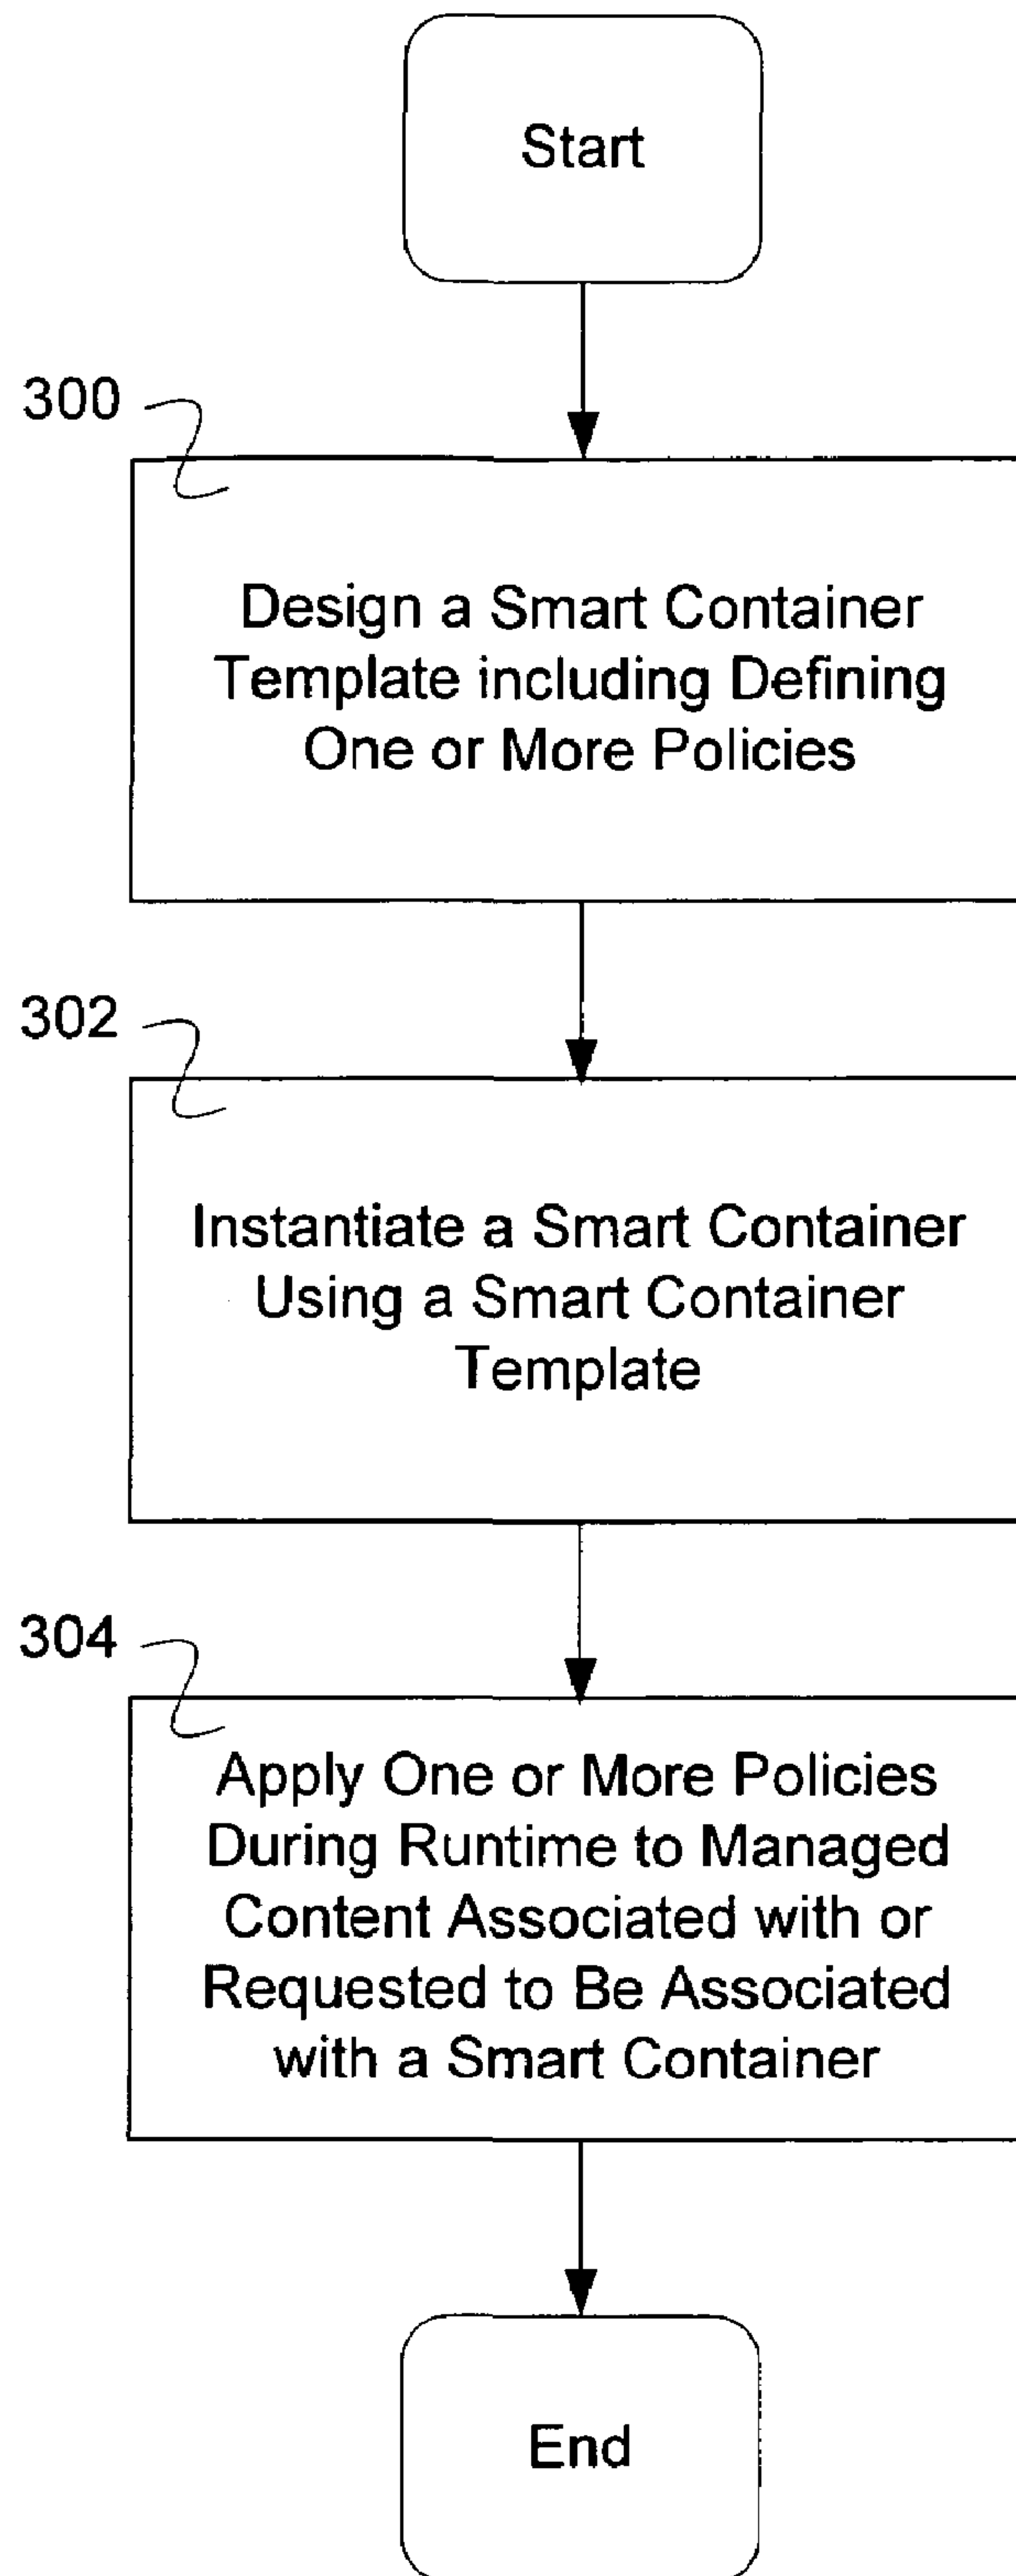 Start
300
Design a Smart Container
Template including Defining
One or More Policies
302
Instantiate a Smart Container
Using a Smart Container
Template
304
Apply One or More Policies
During Runtime to Managed
Content Associated with or
Requested to Be Associated
with a Smart Container
End